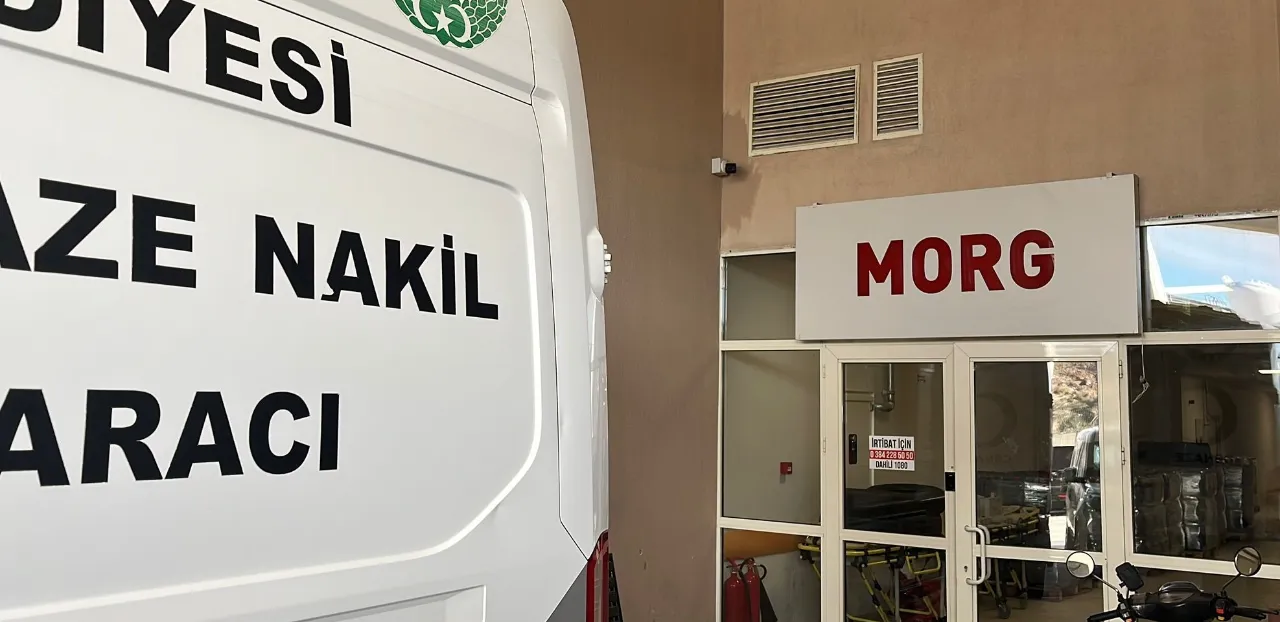 DİYESİ
AZE NAKİL
ARACI
MORG
İRTİBAT İÇİN
0 384 228 50 50
DAHİLİ 1080